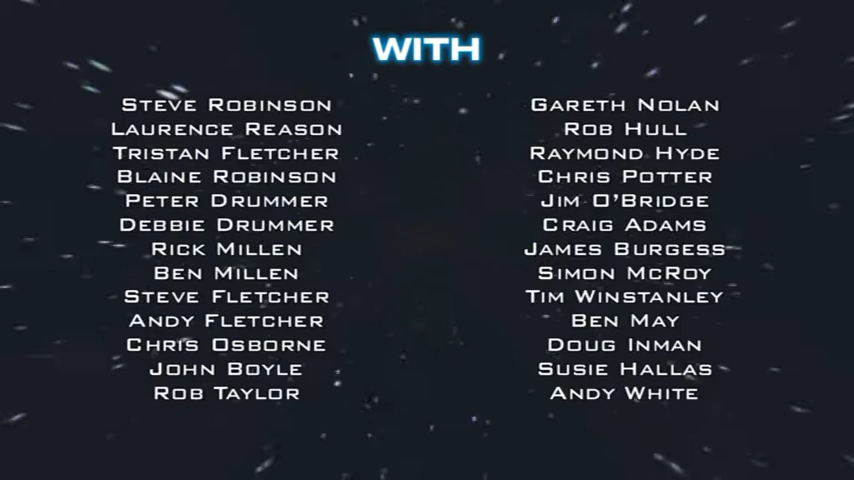 WITH
STEVE ROBINSON
LAURENCE REASON
TRISTAN FLETCHER
BLAINE ROBINSON
PETER DRUMMER
DEBBIE DRUMMER
RICK MILLEN
BEN MILLEN
STEVE FLETCHER
ANDY FLETCHER
CHRIS OSBORNE
JOHN BOYLE
ROB TAYLOR
GARETH NOLAN
ROB HULL
RAYMOND HYDE
CHRIS POTTER
JIM O'BRIDGE
CRAIG ADAMS
JAMES BURGESS
SIMON MCROY
TIM WINSTANLEY
BEN MAY
DOUG INMAN
SUSIE HALLAS
ANDY WHITE